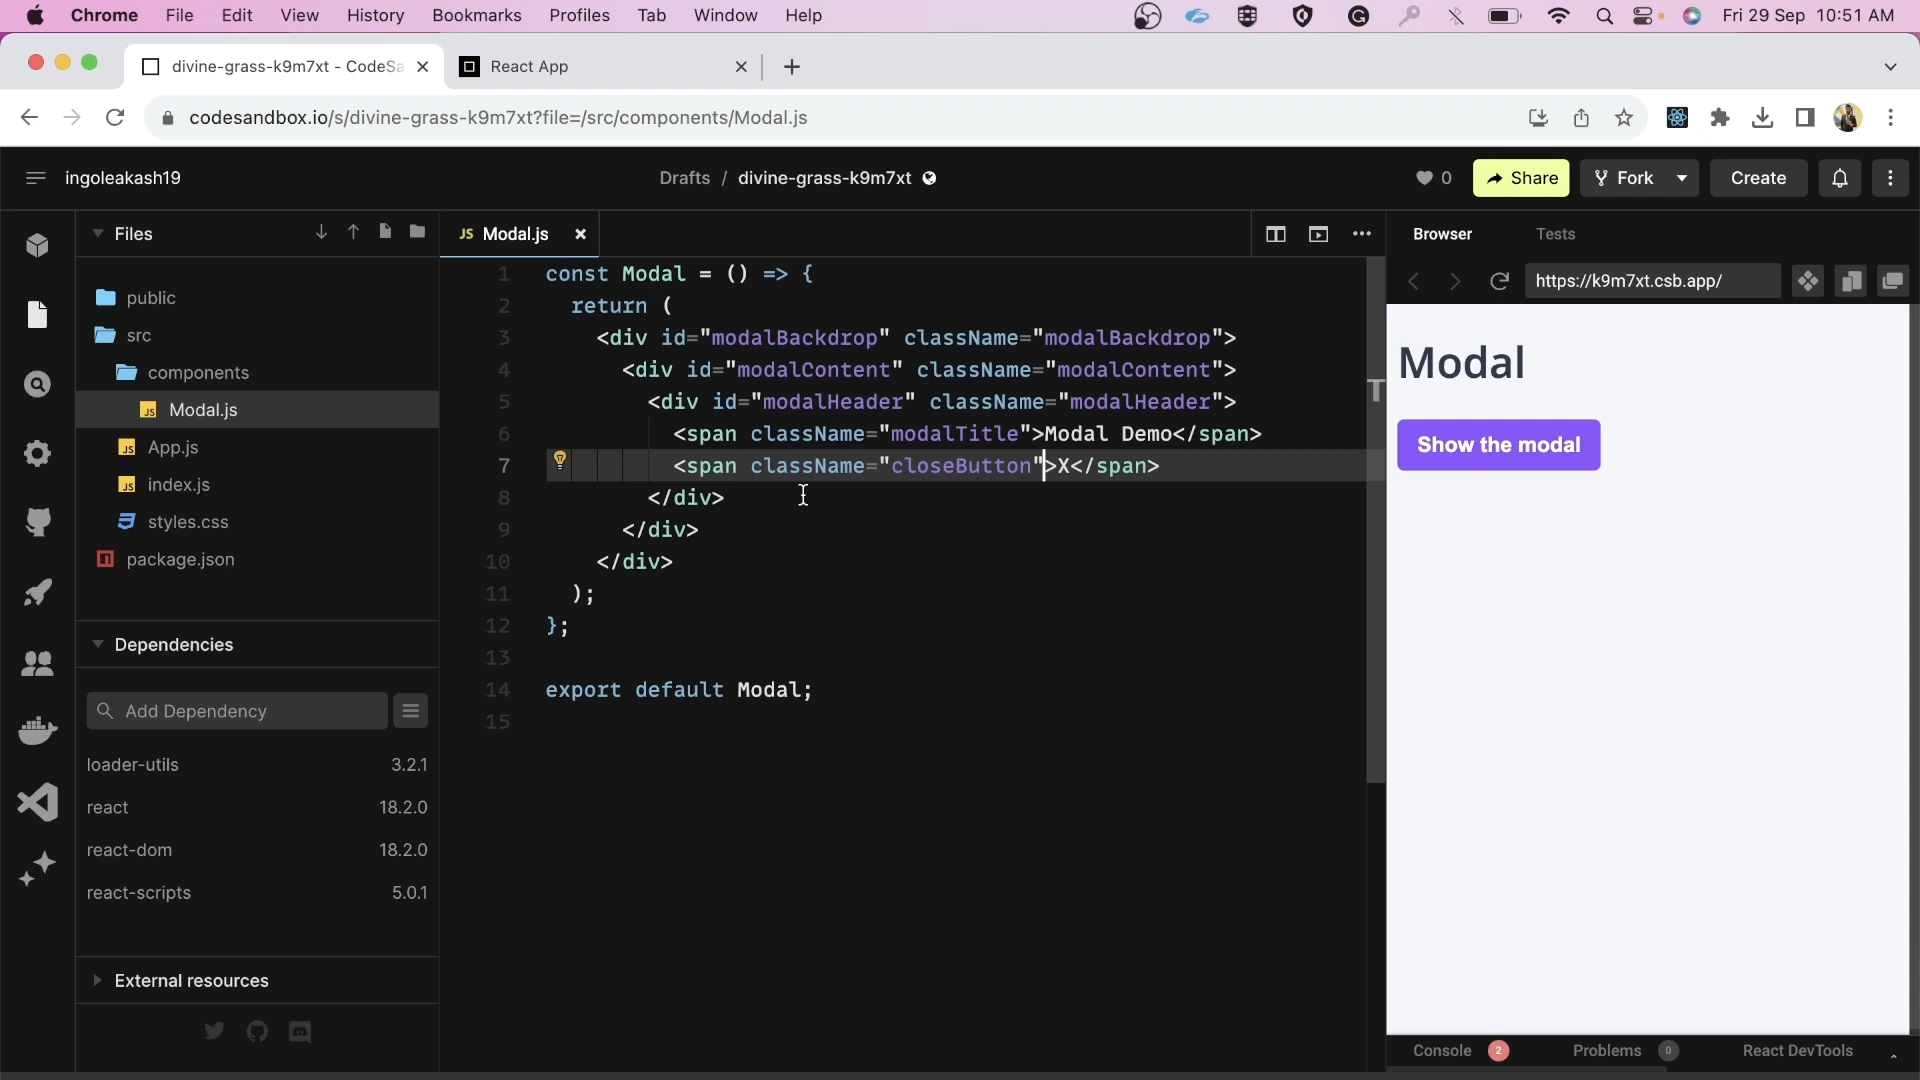 Chrome File Edit View History Bookmarks Profiles Tab Window Help Fri 29 Sep 10:51 AM
divine-grass-k9m7xt - CodeSa React App
codesandbox.io/s/divine-grass-k9m7xt?file=/src/components/Modal.js
ingoleakash19 Drafts / divine-grass-k9m7xt 0 Share Fork Create
Files
public
src
components
JS Modal.js
JS App.js
JS index.js
styles.css
package.json
Dependencies
Add Dependency
loader-utils 3.2.1
react 18.2.0
react-dom 18.2.0
react-scripts 5.0.1
External resources
JS Modal.js
1 const Modal = () => {
2 return (
3 <div id="modalBackdrop" className="modalBackdrop">
4 <div id="modalContent" className="modalContent">
5 <div id="modalHeader" className="modalHeader">
6 <span className="modalTitle">Modal Demo</span>
7 <span className="closeButton">X</span>
8 </div>
9 </div>
10 </div>
11 );
12 };
13
14 export default Modal;
15
Browser Tests
https://k9m7xt.csb.app/
Modal
Show the modal
Console 2 Problems 0 React DevTools